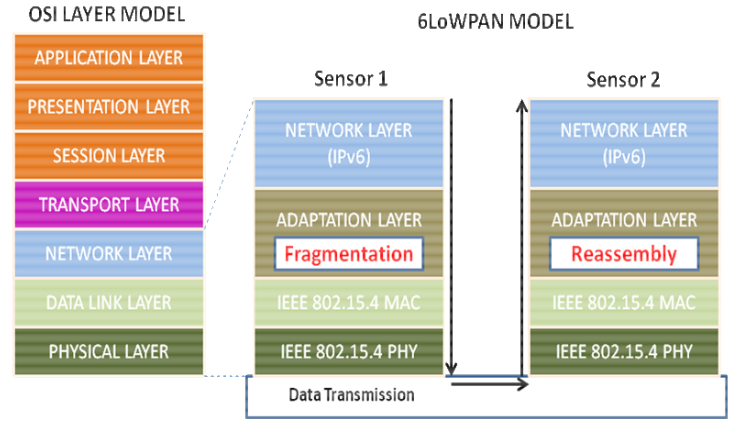 OSI LAYER MODEL
6LoWPAN MODEL
APPLICATION LAYER
PRESENTATION LAYER
SESSION LAYER
TRANSPORT LAYER
NETWORK LAYER
DATA LINK LAYER
PHYSICAL LAYER
Sensor 1
NETWORK LAYER
(IPv6)
ADAPTATION LAYER
Fragmentation
IEEE 802.15.4 MAC
IEEE 802.15.4 PHY
Sensor 2
NETWORK LAYER
(IPv6)
ADAPTATION LAYER
Reassembly
IEEE 802.15.4 MAC
IEEE 802.15.4 PHY
Data Transmission